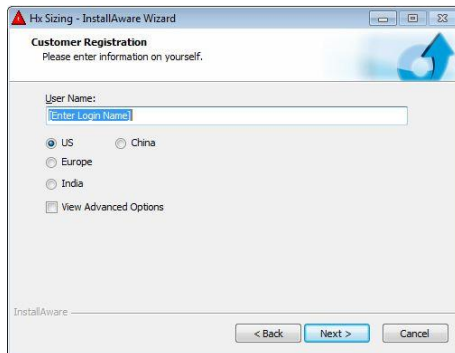 Hx Sizing - InstallAware Wizard
Customer Registration
Please enter information on yourself.
User Name:
[Enter Login Name]
US China
Europe
India
View Advanced Options
InstallAware
< Back Next > Cancel